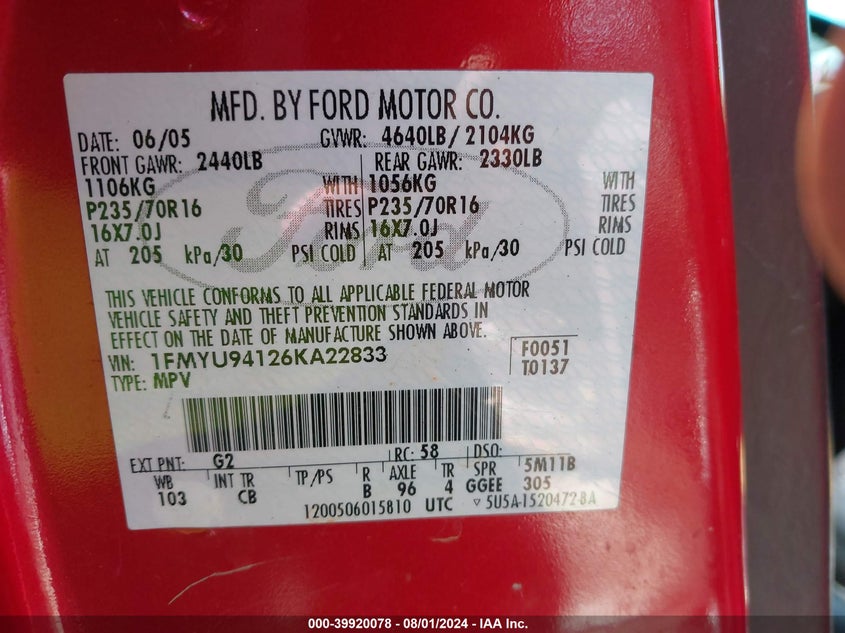 MFD. BY FORD MOTOR CO.
DATE: 06/05 GVWR: 4640LB/ 2104KG
FRONT GAWR: 2440LB REAR GAWR: 2330LB
1106KG WITH 1056KG WITH
P235/70R16 TIRES P235/70R16 TIRES
16X7.0J RIMS 16X7.0J RIMS
AT 205 kPa/30 PSI COLD AT 205 kPa/30 PSI COLD
Ford
THIS VEHICLE CONFORMS TO ALL APPLICABLE FEDERAL MOTOR
VEHICLE SAFETY AND THEFT PREVENTION STANDARDS IN
EFFECT ON THE DATE OF MANUFACTURE SHOWN ABOVE.
VIN: 1FMYU94126KA22833 F0051
TYPE: MPV T0137
EXT PNT: G2 RC: 58 DSO:
WB INT TR TP/PS R AXLE TR SPR 5M11B
103 CB B 96 4 GGEE 305
1200506015810 UTC ▽ 5U5A-1520472-BA
000-39920078 - 08/01/2024 - IAA Inc.